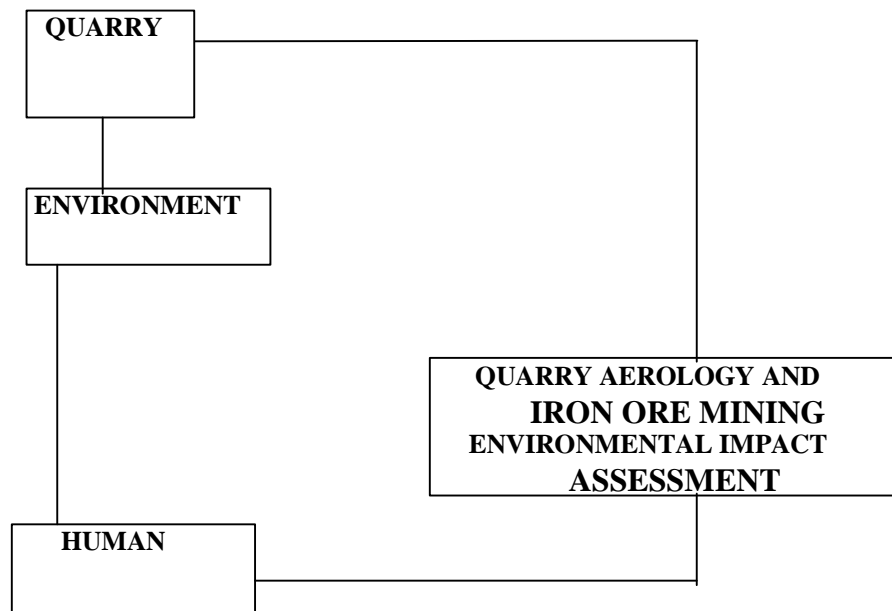 QUARRY
ENVIRONMENT
QUARRY AEROLOGY AND
IRON ORE MINING
ENVIRONMENTAL IMPACT
ASSESSMENT
HUMAN